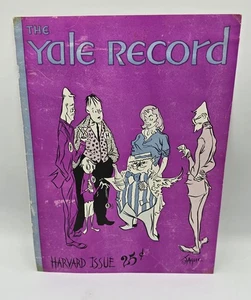 THE
Yale Record
HARVARD ISSUE 25¢